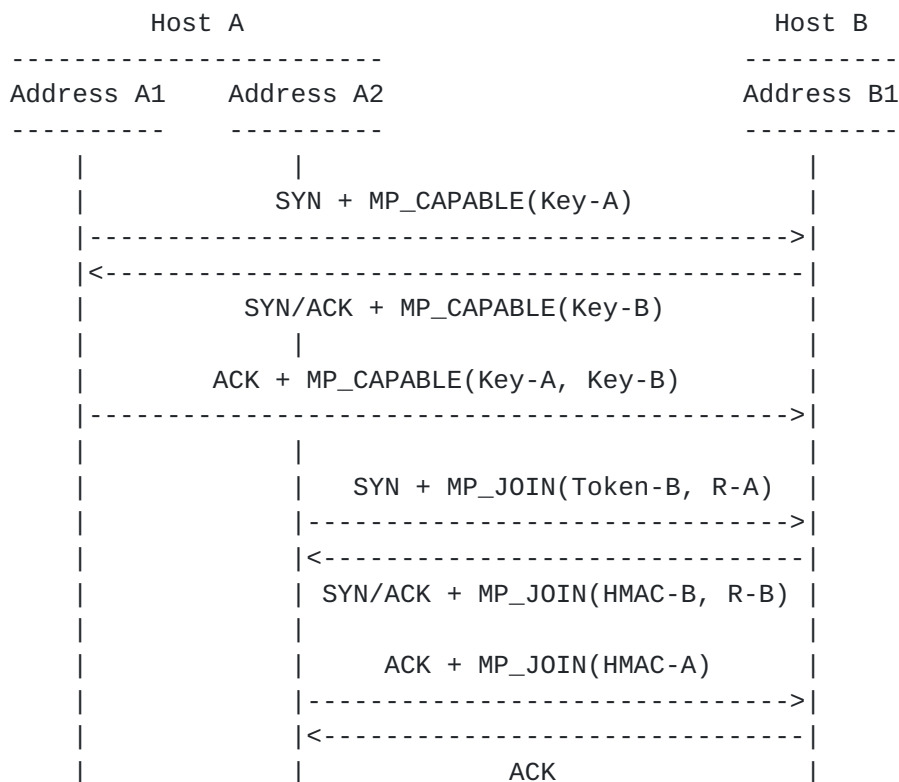 Host A Host B
------------------------ ----------
Address A1 Address A2 Address B1
---------- ---------- ----------
| | |
| SYN + MP_CAPABLE(Key-A) |
|--------------------------------------------->|
|<---------------------------------------------|
| SYN/ACK + MP_CAPABLE(Key-B) |
| | |
| ACK + MP_CAPABLE(Key-A, Key-B) |
|--------------------------------------------->|
| | |
| | SYN + MP_JOIN(Token-B, R-A) |
| |------------------------------->|
| |<-------------------------------|
| | SYN/ACK + MP_JOIN(HMAC-B, R-B) |
| | |
| | ACK + MP_JOIN(HMAC-A) |
| |------------------------------->|
| |<-------------------------------|
| | ACK |